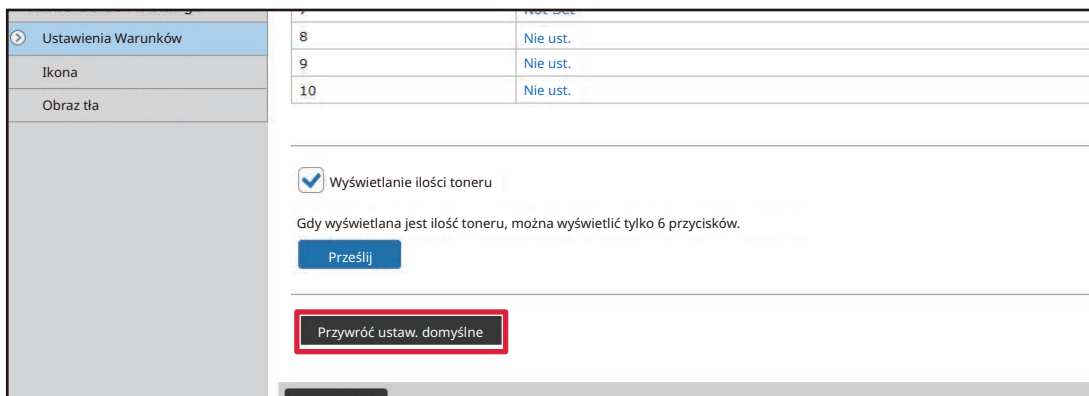 Ustawienia Warunków
Ikona
Obraz tła
8 Nie ust.
9 Nie ust.
10 Nie ust.
Wyświetlanie ilości toneru
Gdy wyświetlana jest ilość toneru, można wyświetlić tylko 6 przycisków.
Prześlij
Przywróć ustaw. domyślne